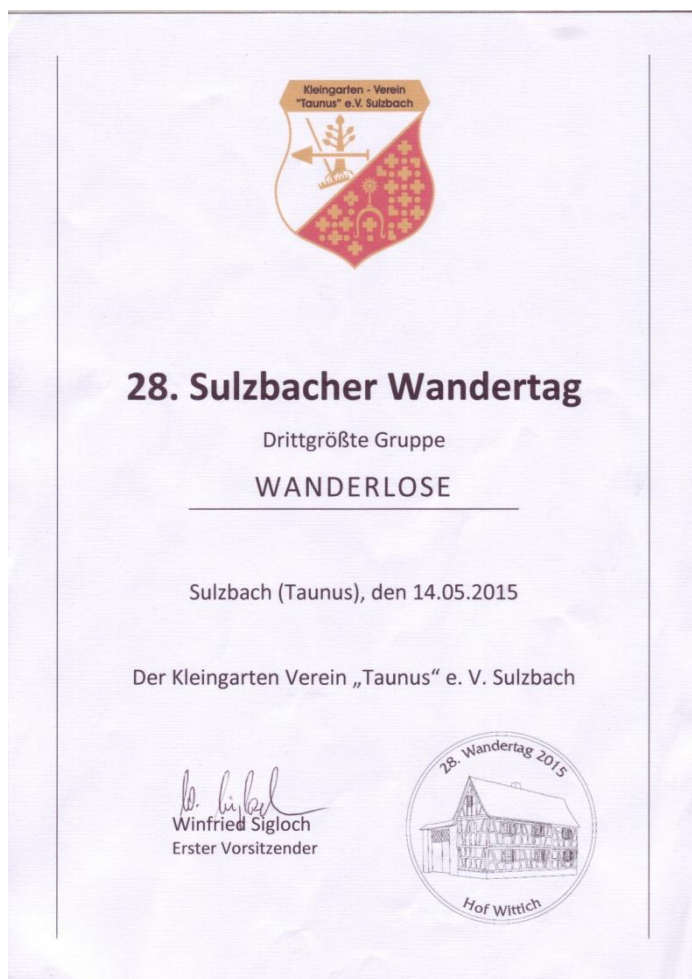 Kleingarten - Verein
"Taunus" e.V. Sulzbach
28. Sulzbacher Wandertag
Drittgrößte Gruppe
WANDERLOSE
Sulzbach (Taunus), den 14.05.2015
Der Kleingarten Verein „Taunus“ e. V. Sulzbach
Winfried Sigloch
Erster Vorsitzender
28. Wandertag 2015
Hof Wittich